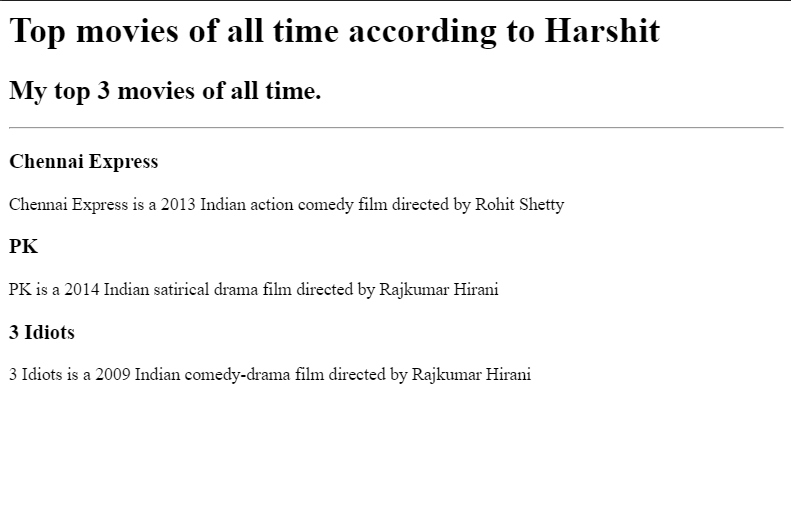 Top movies of all time according to Harshit
My top 3 movies of all time.
Chennai Express
Chennai Express is a 2013 Indian action comedy film directed by Rohit Shetty
PK
PK is a 2014 Indian satirical drama film directed by Rajkumar Hirani
3 Idiots
3 Idiots is a 2009 Indian comedy-drama film directed by Rajkumar Hirani